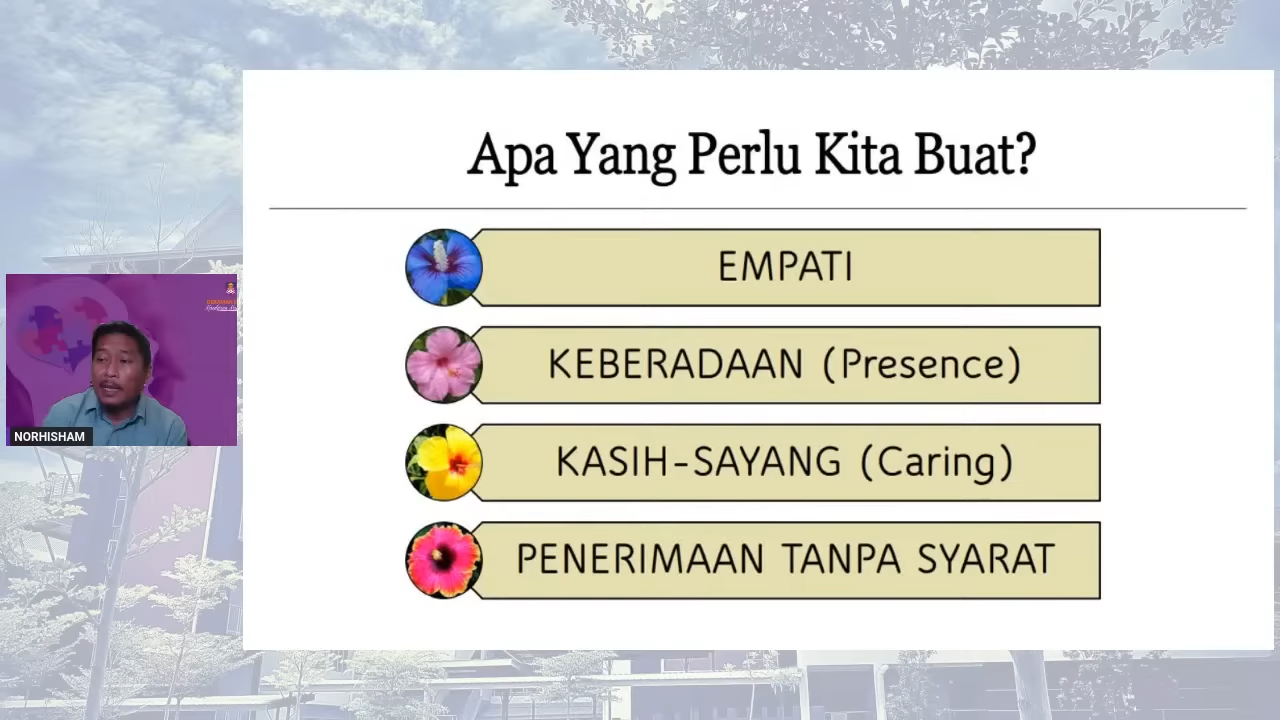 Apa Yang Perlu Kita Buat?
EMPATI
KEBERADAAN (Presence)
KASIH-SAYANG (Caring)
PENERIMAAN TANPA SYARAT
NORHISHAM